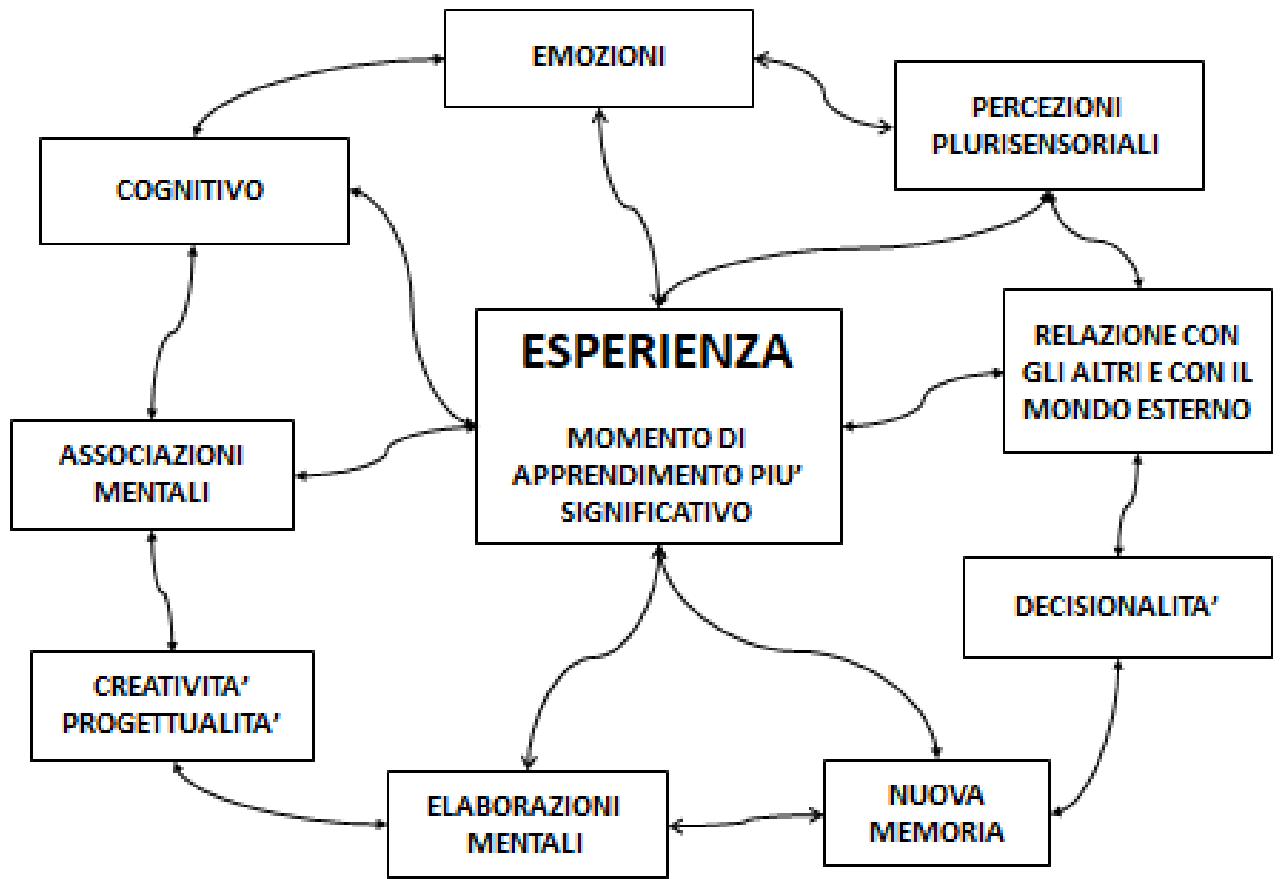 EMOZIONI
PERCEZIONI
PLURISENSORIALI
COGNITIVO
ESPERIENZA
MOMENTO DI
APPRENDIMENTO PIU'
SIGNIFICATIVO
RELAZIONE CON
GLI ALTRI E CON IL
MONDO ESTERNO
ASSOCIAZIONI
MENTALI
DECISIONALITA'
CREATIVITA'
PROGETTUALITA'
ELABORAZIONI
MENTALI
NUOVA
MEMORIA